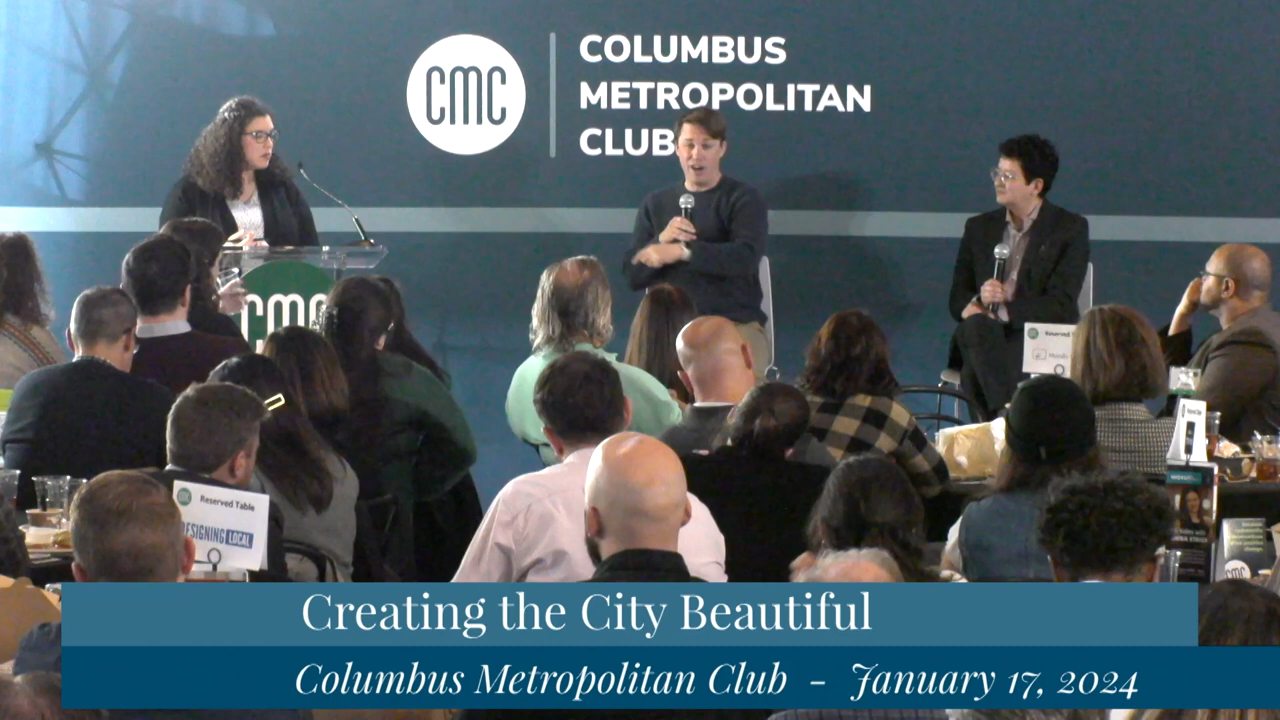 CMC
COLUMBUS
METROPOLITAN
CLUB
CMC
Reserved Table
DESIGNING LOCAL
Reserved
CMC
Creating the City Beautiful
Columbus Metropolitan Club - January 17, 2024